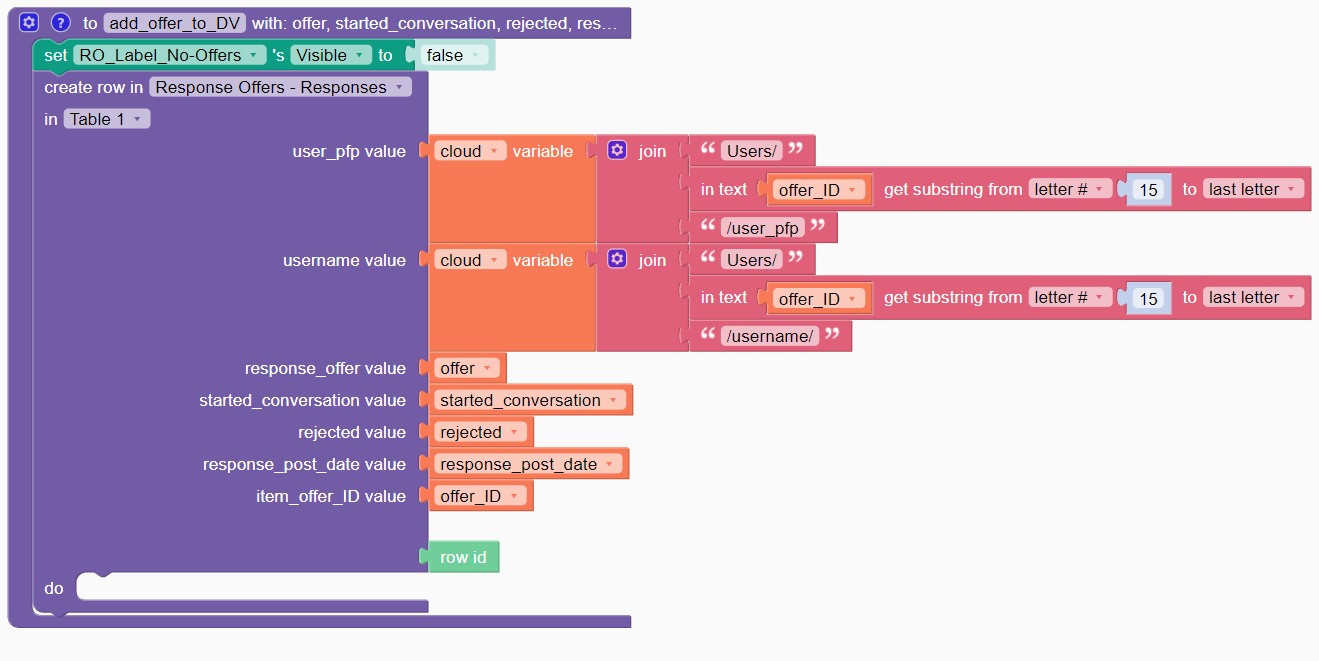 ? to add_offer_to_DV with: offer, started_conversation, rejected, res...
set RO_Label_No-Offers 's Visible to false
create row in Response Offers - Responses
in Table 1
user_pfp value cloud variable join “ Users/ ”
in text offer_ID get substring from letter # 15 to last letter
“ /user_pfp ”
username value cloud variable join “ Users/ ”
in text offer_ID get substring from letter # 15 to last letter
“ /username/ ”
response_offer value offer
started_conversation value started_conversation
rejected value rejected
response_post_date value response_post_date
item_offer_ID value offer_ID
row id
do